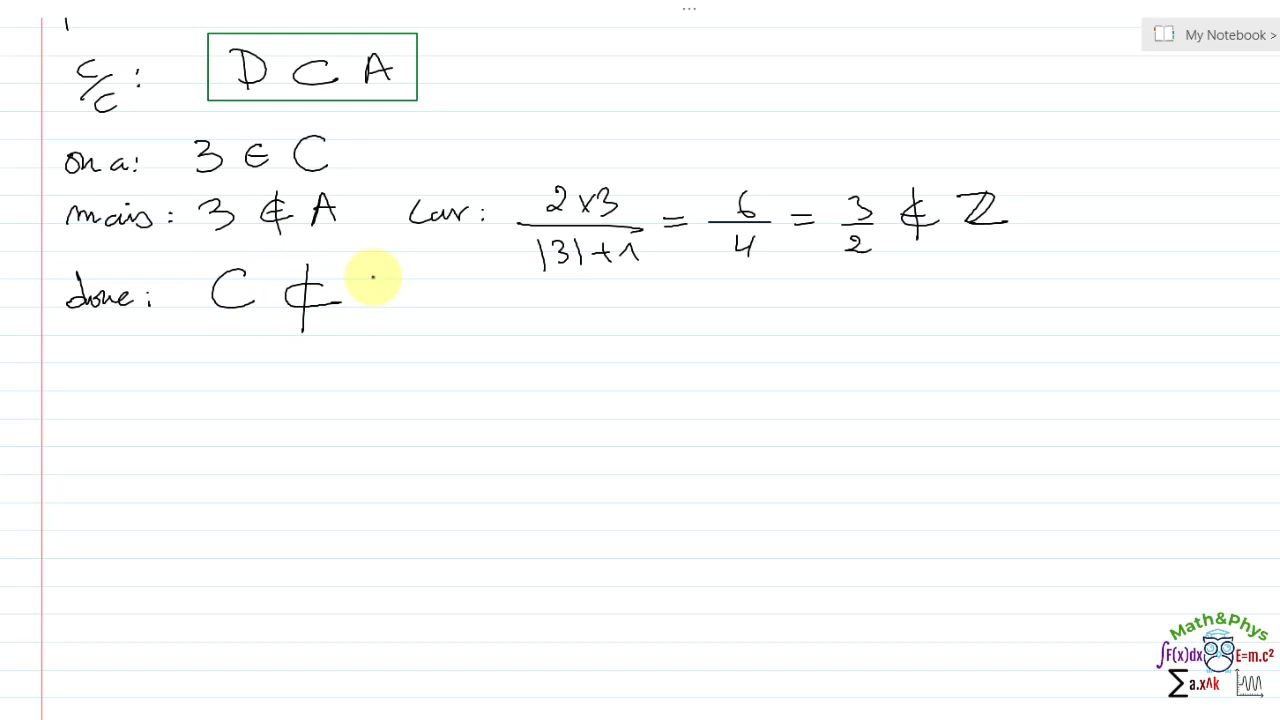 ...
My Notebook >
C/C : D ⊂ A
on a: 3 ∈ C
mais: 3 ∉ A car: 2×3/|3|+1 = 6/4 = 3/2 ∉ ℤ
donc: C ⊄
Math&Phys
∫F(x)dx E=m.c²
∑ a.x^k